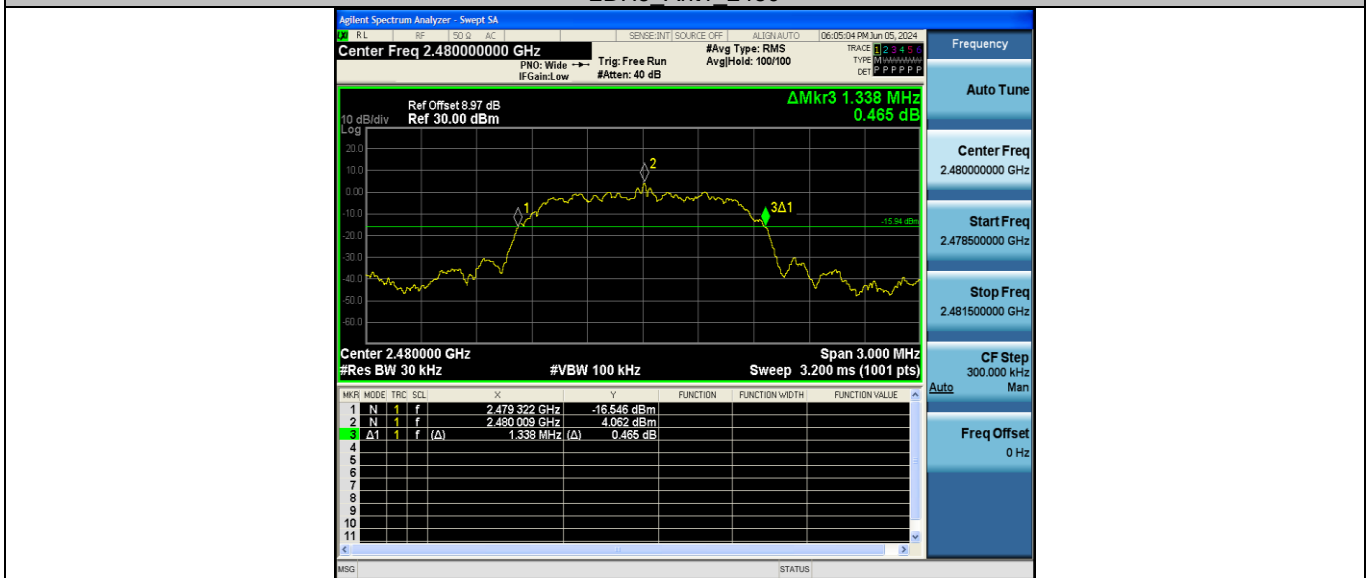 Agilent Spectrum Analyzer - Swept SA
RL RF 50 Ω AC SENSE:INT SOURCE OFF ALIGN AUTO 06:05:04 PM Jun 05, 2024
Center Freq 2.480000000 GHz
PNO: Wide
IFGain:Low
Trig: Free Run
#Atten: 40 dB
#Avg Type: RMS
Avg|Hold: 100/100
TRACE 1 2 3 4 5 6
TYPE M
DET P P P P P P
Frequency
Auto Tune
Center Freq
2.480000000 GHz
Start Freq
2.478500000 GHz
Stop Freq
2.481500000 GHz
CF Step
300.000 kHz
Auto Man
Freq Offset
0 Hz
ΔMkr3 1.338 MHz
0.465 dB
Ref Offset 8.97 dB
10 dB/div Ref 30.00 dBm
Log
20.0
10.0
0.00
-10.0
-20.0
-30.0
-40.0
-50.0
-60.0
1
2
3Δ1
-15.94 dBm
Center 2.480000 GHz Span 3.000 MHz
#Res BW 30 kHz #VBW 100 kHz Sweep 3.200 ms (1001 pts)
MKR MODE TRC SCL X Y FUNCTION FUNCTION WIDTH FUNCTION VALUE
1 N 1 f 2.479 322 GHz -16.546 dBm
2 N 1 f 2.480 009 GHz 4.062 dBm
3 Δ1 1 f (Δ) 1.338 MHz (Δ) 0.465 dB
4
5
6
7
8
9
10
11
MSG STATUS